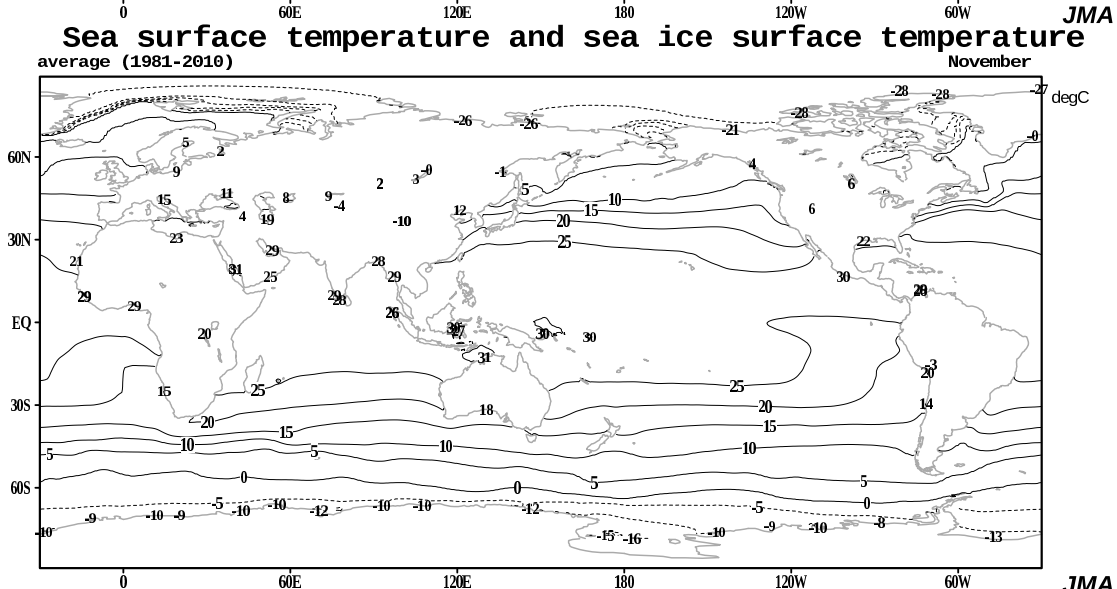 0 60E 120E 180 120W 60W JMA
Sea surface temperature and sea ice surface temperature
average (1981-2010) November
degC
-28 -28 -27
-28
-26 -26 -21
-0
5 2
60N
9 3 -0 -1 4
11 8 9 -4 2 5 6
15 10
4 19 -10 12 15 6
20
23 25 22
30N
29
21 31 25 28 29 30
29 29 29 28 26
EQ
20 30 27 30 30
31
3
15 25 25 20
30S
20 18 20 14
15 15
10 10 10
5 5
0 5 5
60S
0 0
-5 -10 -10 -10 -5
-9 -10 -9 -10 -12 -12 -9 -10 -8
-10 -15 -16 -10 -13
0 60E 120E 180 120W 60W JMA